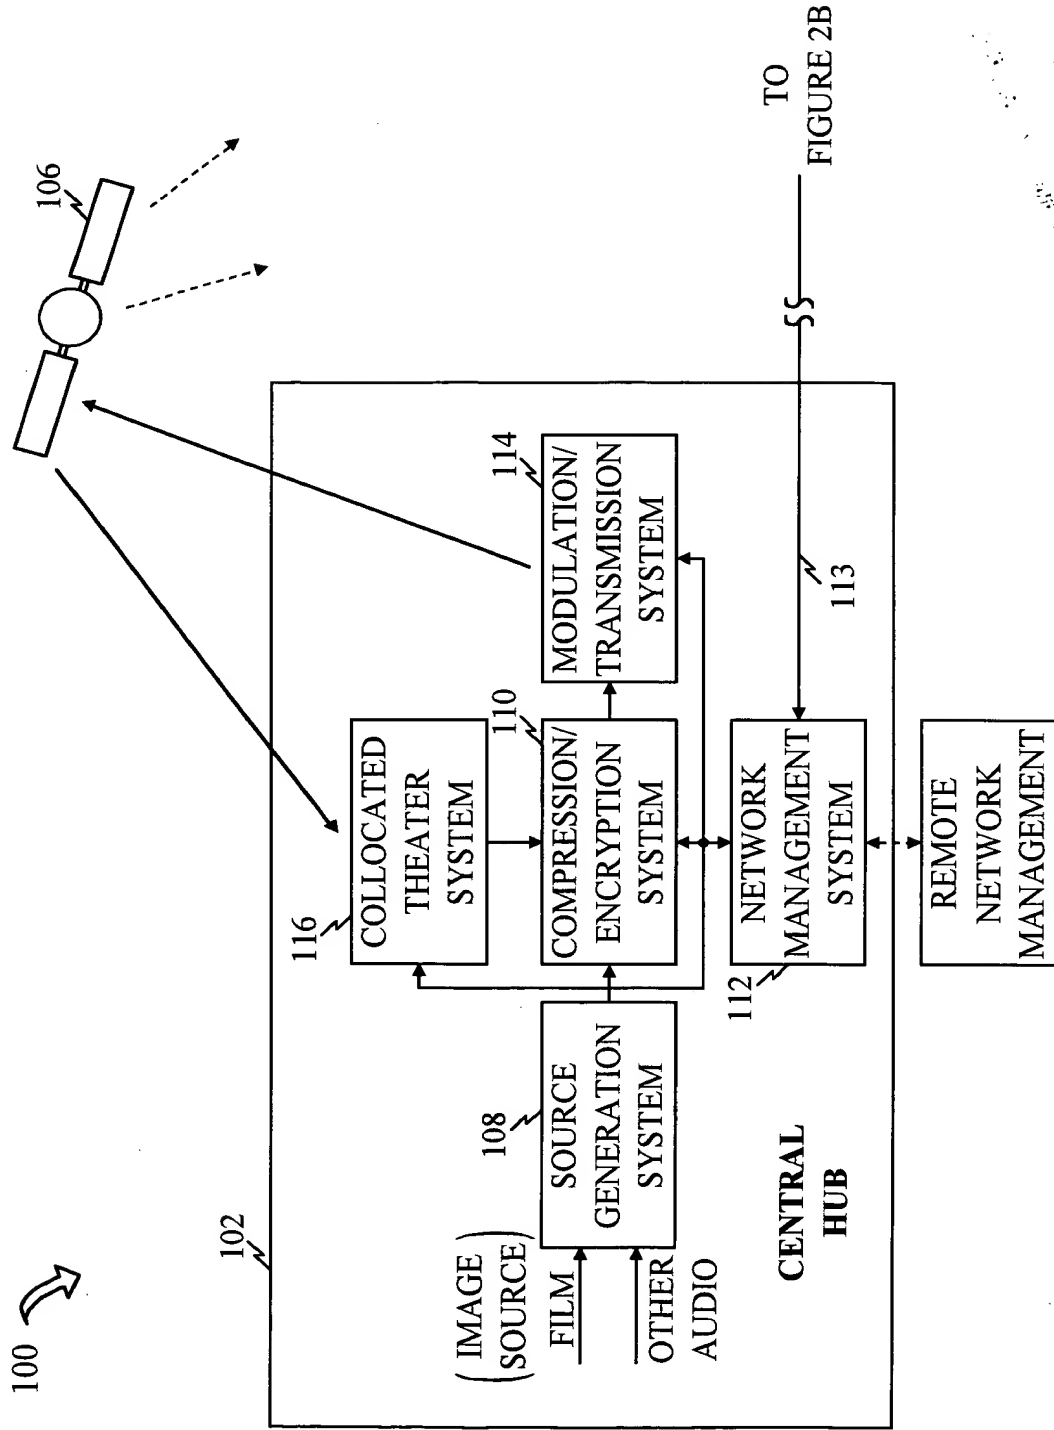 100
102
106
(IMAGE
SOURCE)
FILM
OTHER
AUDIO
108
SOURCE
GENERATION
SYSTEM
116
COLLOCATED
THEATER
SYSTEM
110
COMPRESSION/
ENCRYPTION
SYSTEM
114
MODULATION/
TRANSMISSION
SYSTEM
112
NETWORK
MANAGEMENT
SYSTEM
113
TO
FIGURE 2B
CENTRAL
HUB
REMOTE
NETWORK
MANAGEMENT